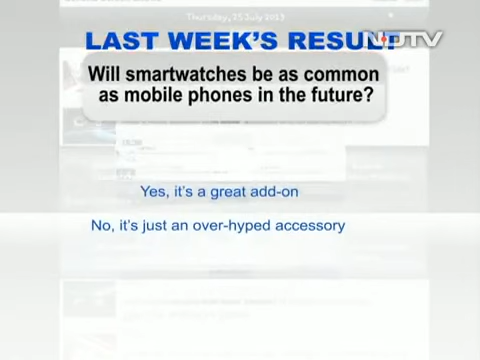 Thursday, 25 July 2013
NDTV
LAST WEEK'S RESULT
Will smartwatches be as common
as mobile phones in the future?
Yes, it's a great add-on
No, it's just an over-hyped accessory